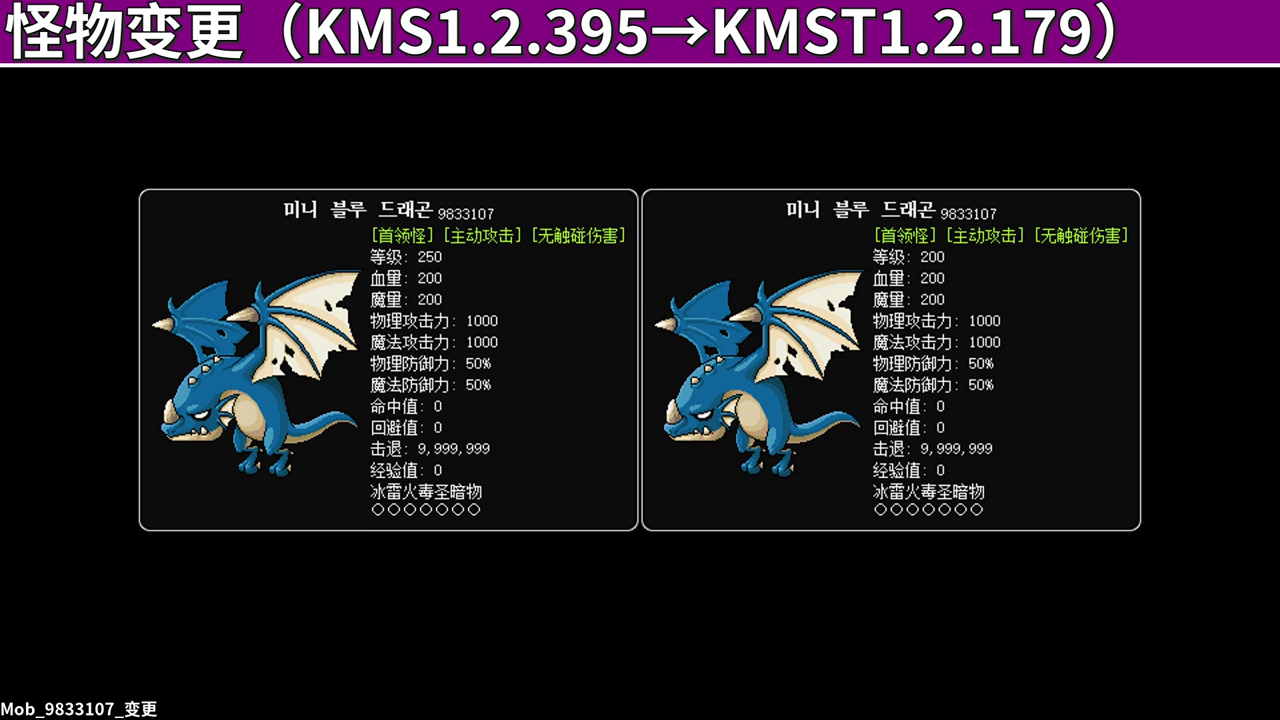 怪物变更（KMS1.2.395→KMST1.2.179）
미니 블루 드래곤 9833107
[首领怪] [主动攻击] [无触碰伤害]
等级: 250
血量: 200
魔量: 200
物理攻击力: 1000
魔法攻击力: 1000
物理防御力: 50%
魔法防御力: 50%
命中值: 0
回避值: 0
击退: 9,999,999
经验值: 0
冰雷火毒圣暗物
○○○○○○○
미니 블루 드래곤 9833107
[首领怪] [主动攻击] [无触碰伤害]
等级: 200
血量: 200
魔量: 200
物理攻击力: 1000
魔法攻击力: 1000
物理防御力: 50%
魔法防御力: 50%
命中值: 0
回避值: 0
击退: 9,999,999
经验值: 0
冰雷火毒圣暗物
○○○○○○○
Mob_9833107_变更